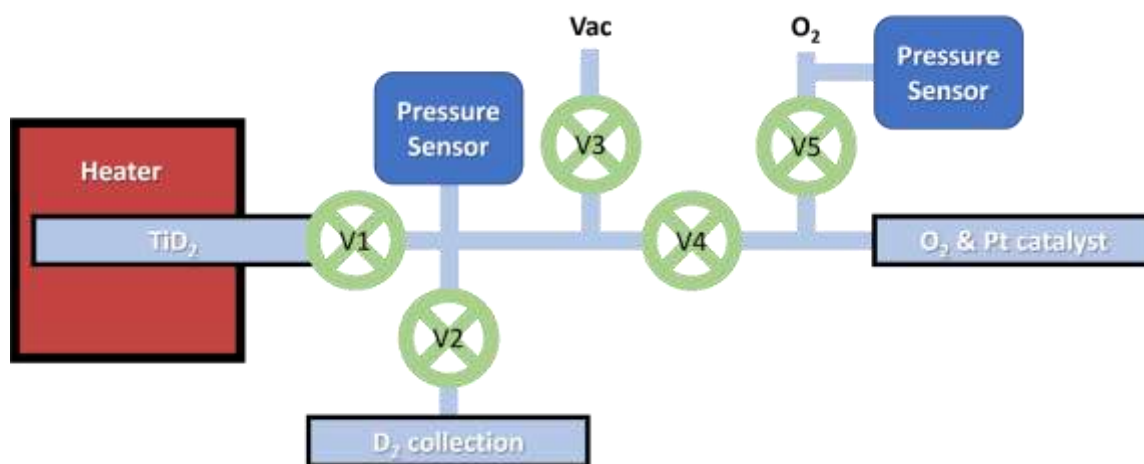 Vac
O₂
Pressure
Sensor
Pressure
Sensor
Heater
V3
V5
TiD₂
V1
V4
O₂ & Pt catalyst
V2
D₂ collection